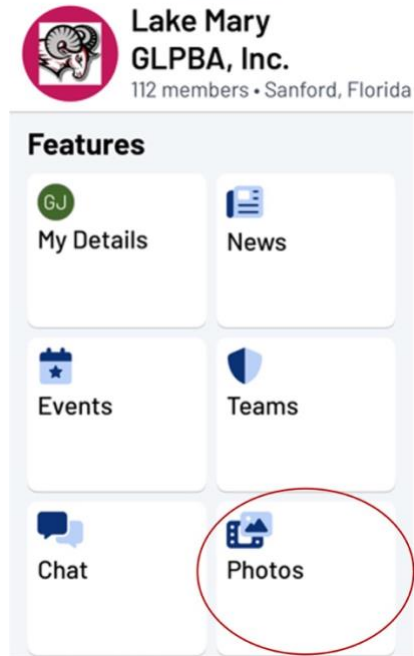 Lake Mary
GLPBA, Inc.
112 members • Sanford, Florida
Features
GJ
My Details
News
Events
Teams
Chat
Photos